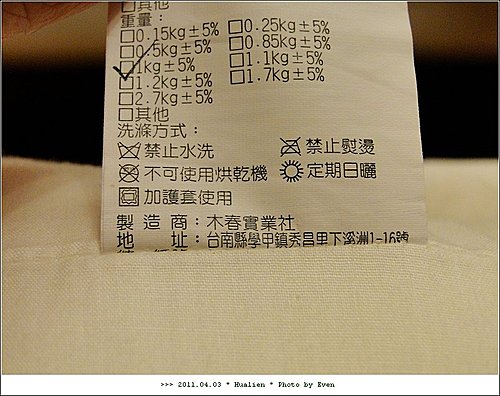 □其他
重量：
□0.15kg±5% □0.25kg±5%
□0.5kg±5% □0.85kg±5%
☑1kg±5% □1.1kg±5%
□1.2kg±5% □1.7kg±5%
□2.7kg±5%
□其他
洗滌方式：
禁止水洗 禁止熨燙
不可使用烘乾機 定期日曬
加護套使用
製造商：木春實業社
地址：台南縣學甲鎮秀昌里下溪洲1-16號
>>> 2011.04.03 * Hualien * Photo by Even